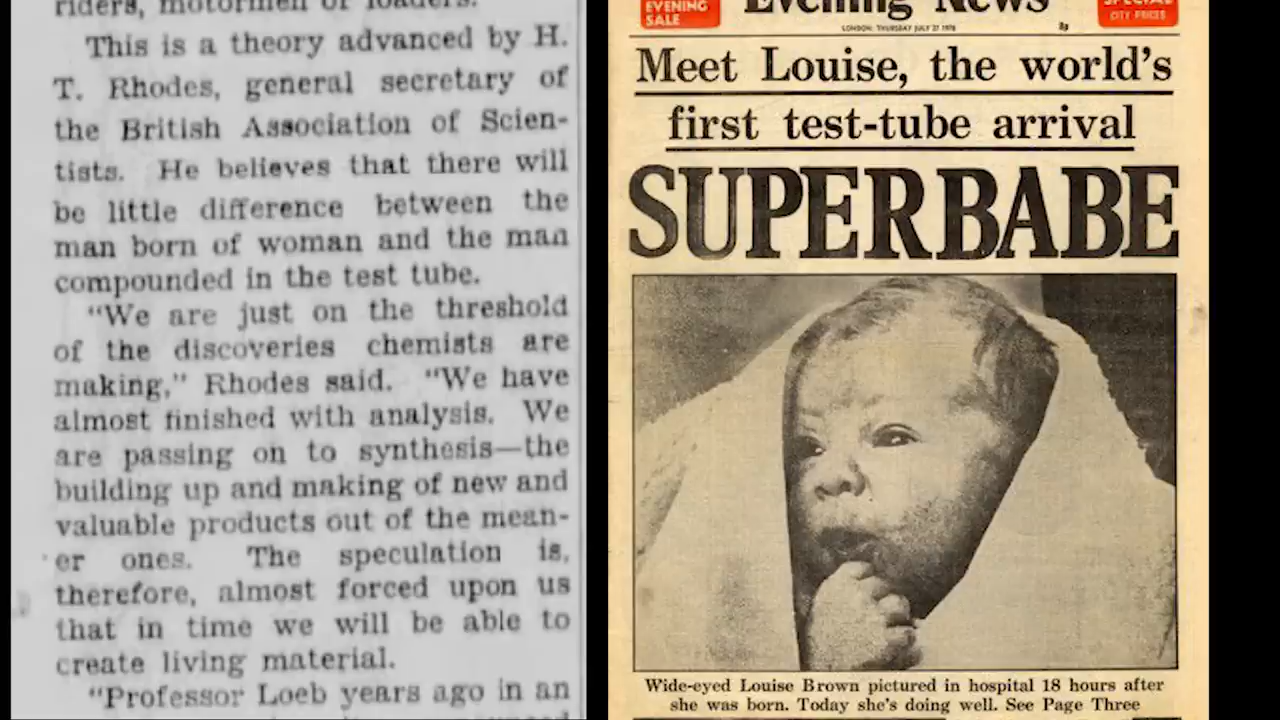 riders, motormen or loaders.
This is a theory advanced by H.
T. Rhodes, general secretary of
the British Association of Scien-
tists. He believes that there will
be little difference between the
man born of woman and the man
compounded in the test tube.
"We are just on the threshold
of the discoveries chemists are
making," Rhodes said. "We have
almost finished with analysis. We
are passing on to synthesis—the
building up and making of new and
valuable products out of the mean-
er ones. The speculation is,
therefore, almost forced upon us
that in time we will be able to
create living material.
"Professor Loeb years ago in an
EVENING
SALE
Evening News
LONDON: THURSDAY JULY 27 1978
8p
SPECIAL
CITY PRICES
Meet Louise, the world's
first test-tube arrival
SUPERBABE
Wide-eyed Louise Brown pictured in hospital 18 hours after
she was born. Today she's doing well. See Page Three